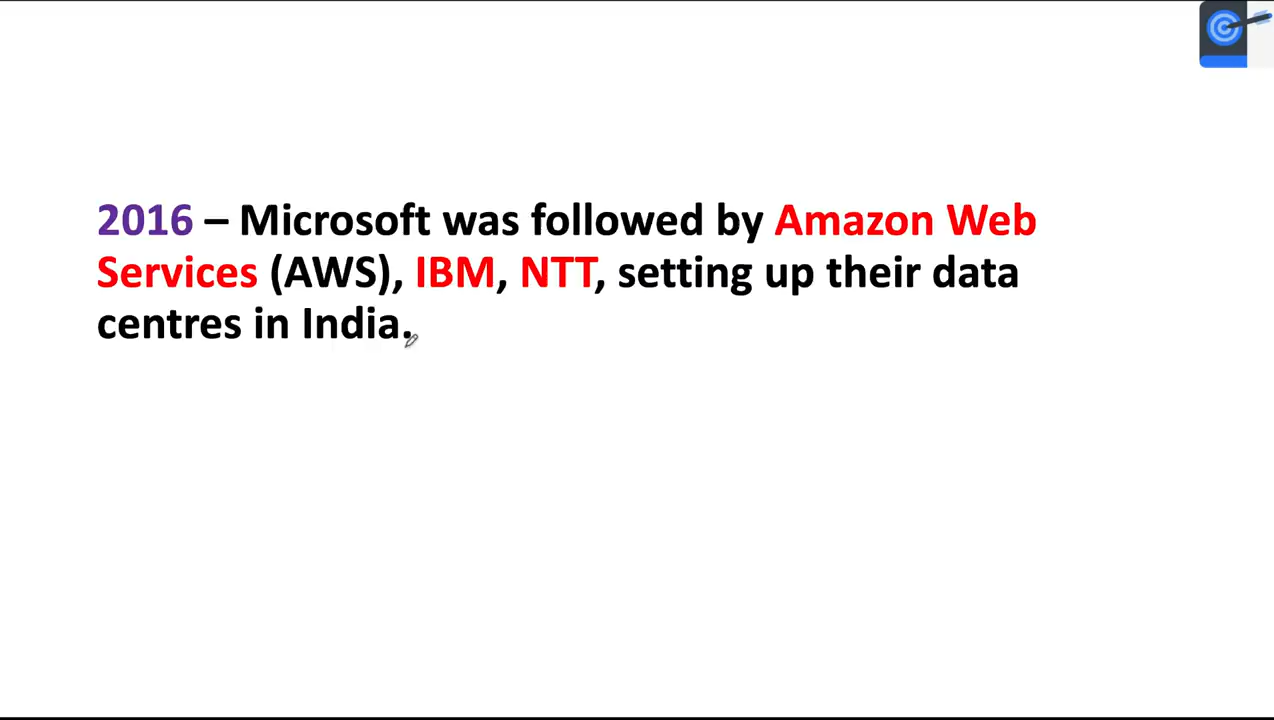 2016 – Microsoft was followed by Amazon Web
Services (AWS), IBM, NTT, setting up their data
centres in India.